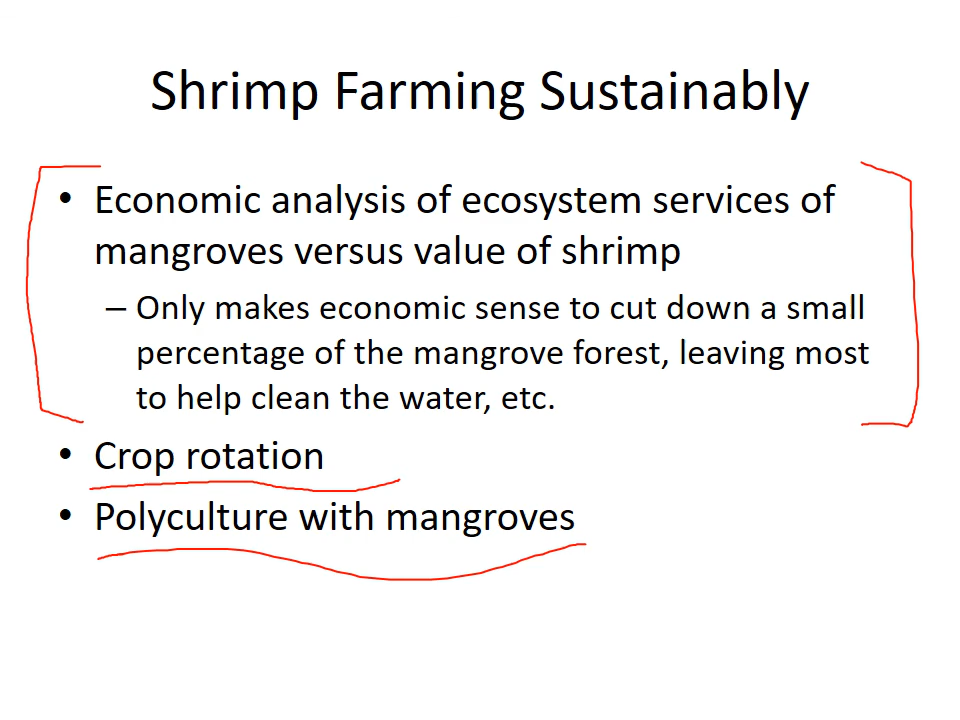 Shrimp Farming Sustainably
• Economic analysis of ecosystem services of
mangroves versus value of shrimp
– Only makes economic sense to cut down a small
percentage of the mangrove forest, leaving most
to help clean the water, etc.
• Crop rotation
• Polyculture with mangroves